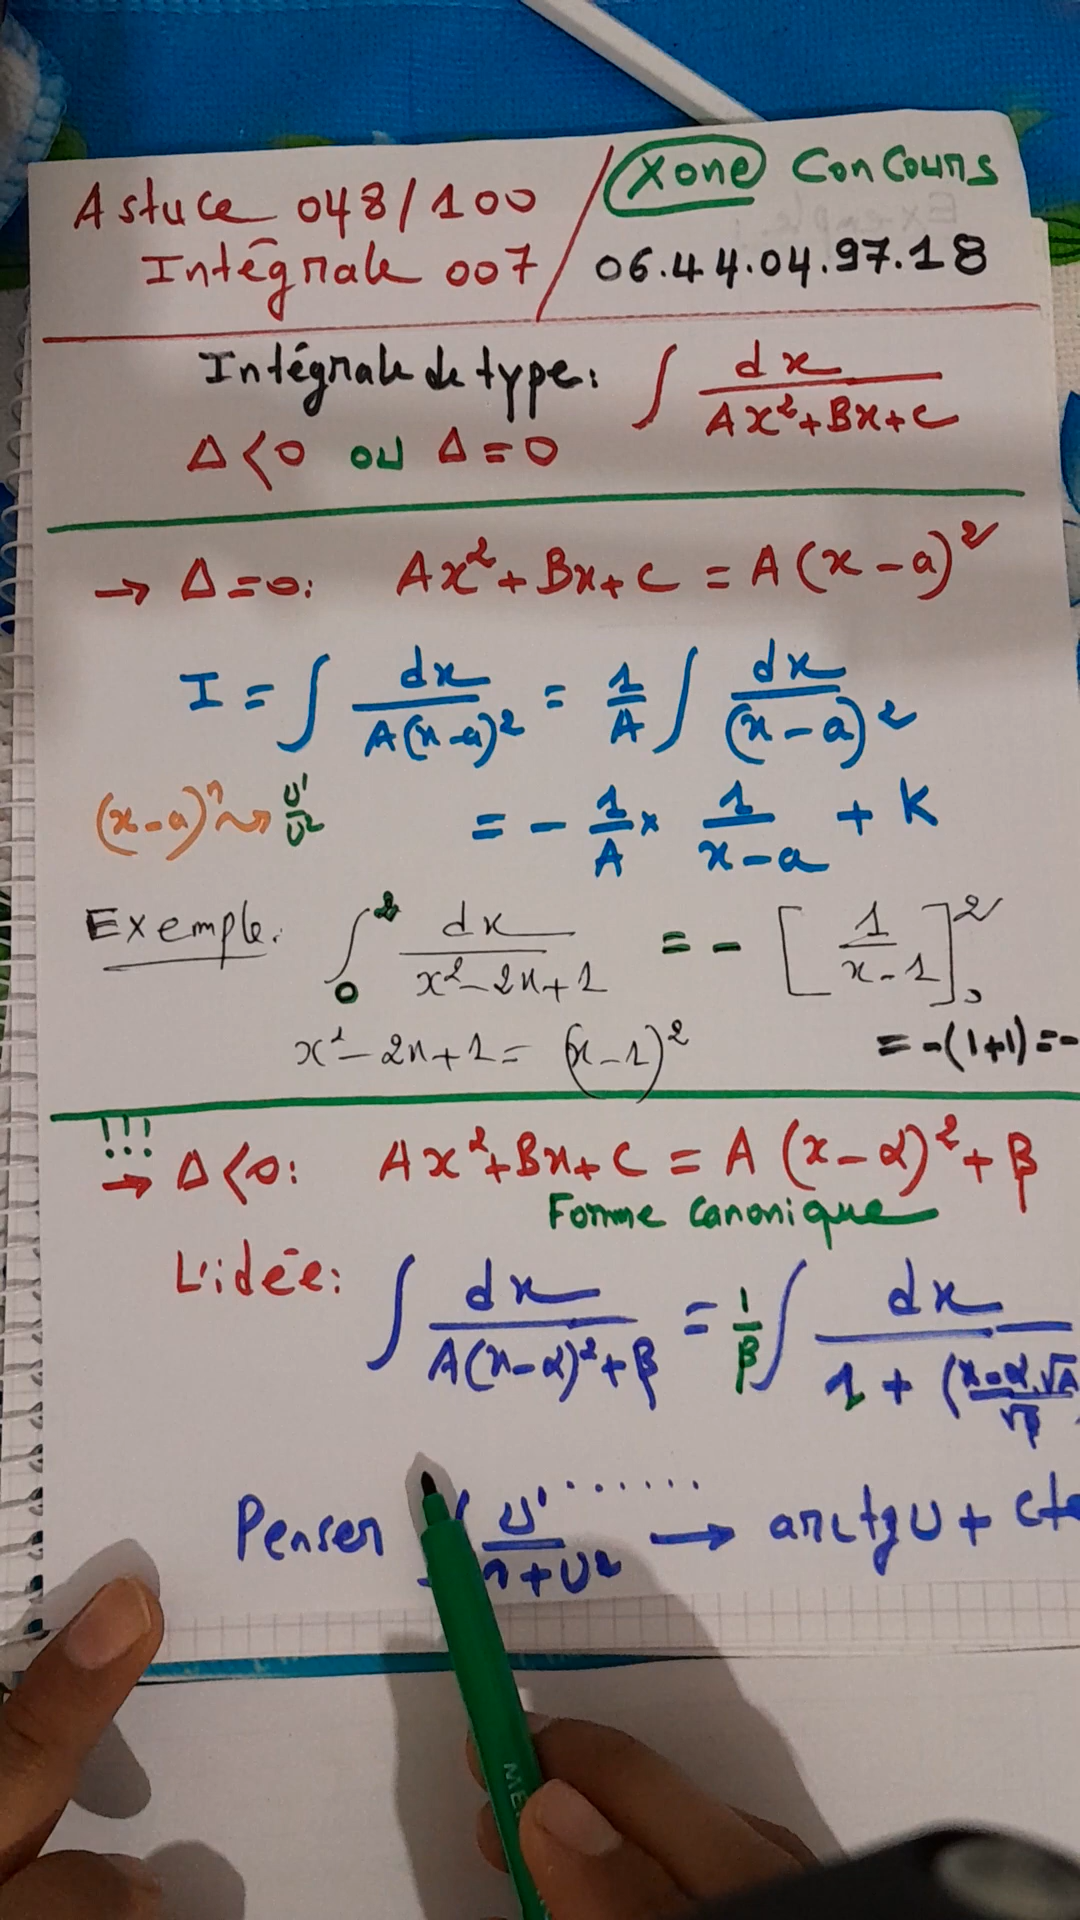 Astuce 048/100 / Xone Concours
Intégrale 007 / 06.44.04.97.18
Intégrale de type: ∫ dx / (Ax²+Bx+C)
Δ<0 ou Δ=0
→ Δ=0: Ax²+Bx+C = A(x-a)²
I = ∫ dx / A(x-a)² = 1/A ∫ dx / (x-a)²
(x-a)² ⤳ U'/U² = - 1/A × 1/(x-a) + K
Exemple: ∫₀² dx / (x²-2x+1) = - [1/(x-1)]₀²
x²-2x+1 = (x-1)² = -(1+1)=-
!!!
→ Δ<0: Ax²+Bx+C = A(x-α)²+β
Forme canonique
L'idée: ∫ dx / (A(x-α)²+β) = 1/β ∫ dx / (1 + (x-α.√A / √β
Penser ∫ U' / (1+U²) ....... → arctg U + cte
ME